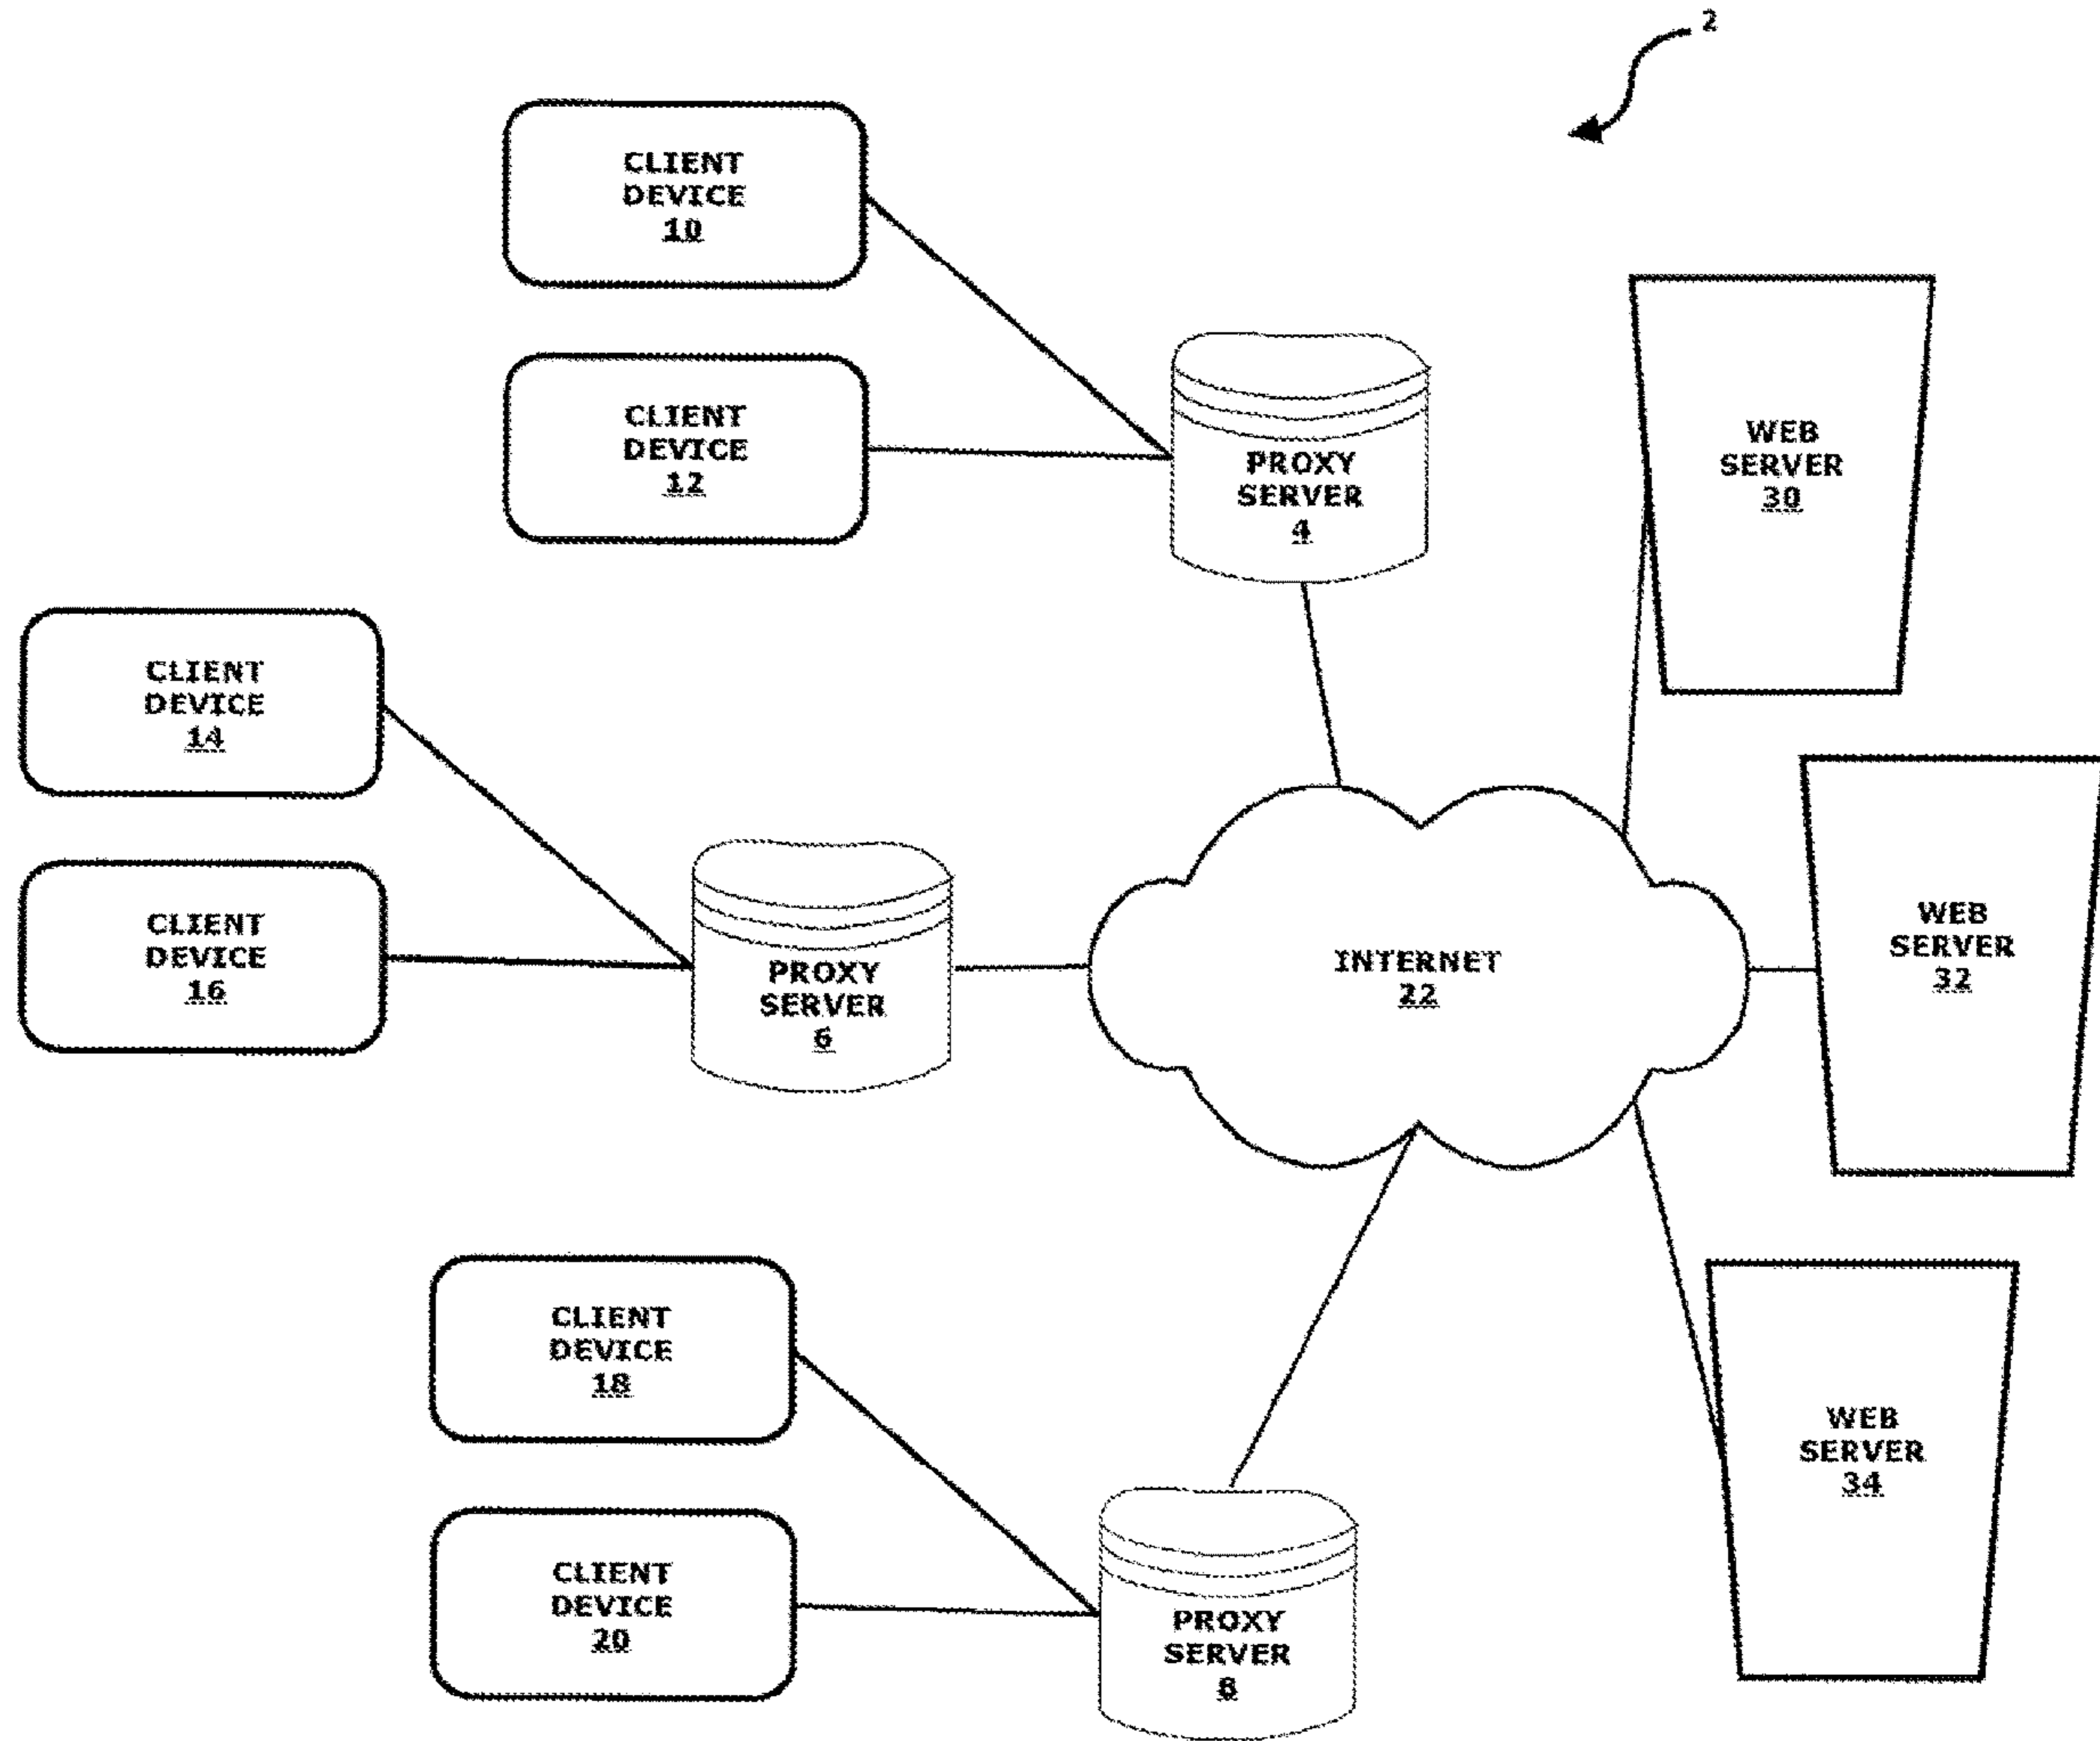 2
CLIENT
DEVICE
10
CLIENT
DEVICE
12
PROXY
SERVER
4
WEB
SERVER
30
CLIENT
DEVICE
14
CLIENT
DEVICE
16
PROXY
SERVER
6
INTERNET
22
WEB
SERVER
32
CLIENT
DEVICE
18
CLIENT
DEVICE
20
PROXY
SERVER
8
WEB
SERVER
34